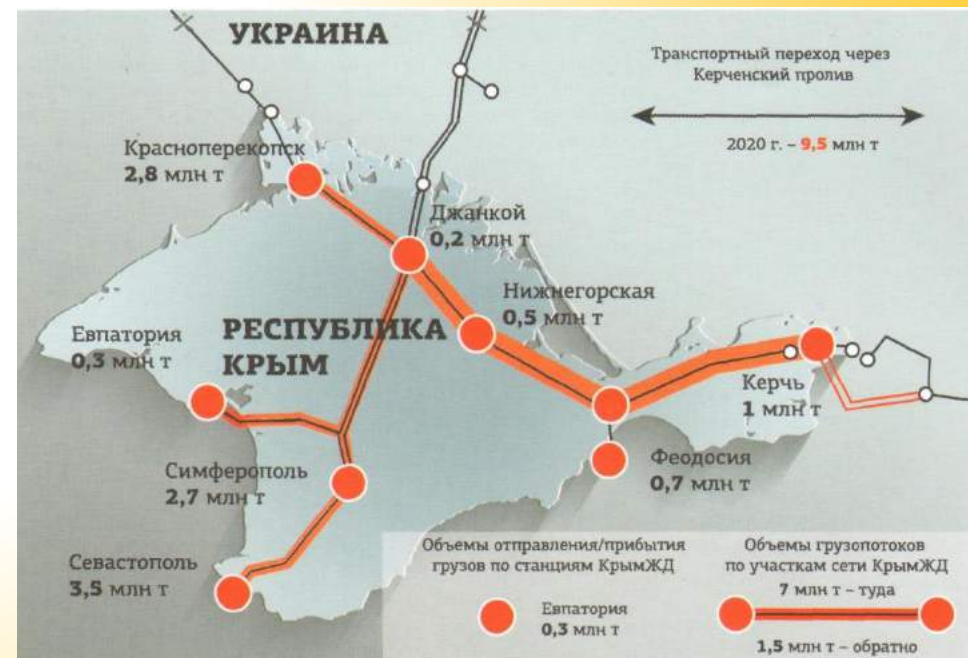 УКРАИНА
Транспортный переход через
Керченский пролив
2020 г. – 9,5 млн т
Красноперекопск
2,8 млн т
Джанкой
0,2 млн т
Нижнегорская
0,5 млн т
Евпатория
0,3 млн т
РЕСПУБЛИКА
КРЫМ
Керчь
1 млн т
Симферополь
2,7 млн т
Феодосия
0,7 млн т
Севастополь
3,5 млн т
Объемы отправления/прибытия
грузов по станциям КрымЖД
Евпатория
0,3 млн т
Объемы грузопотоков
по участкам сети КрымЖД
7 млн т – туда
1,5 млн т – обратно